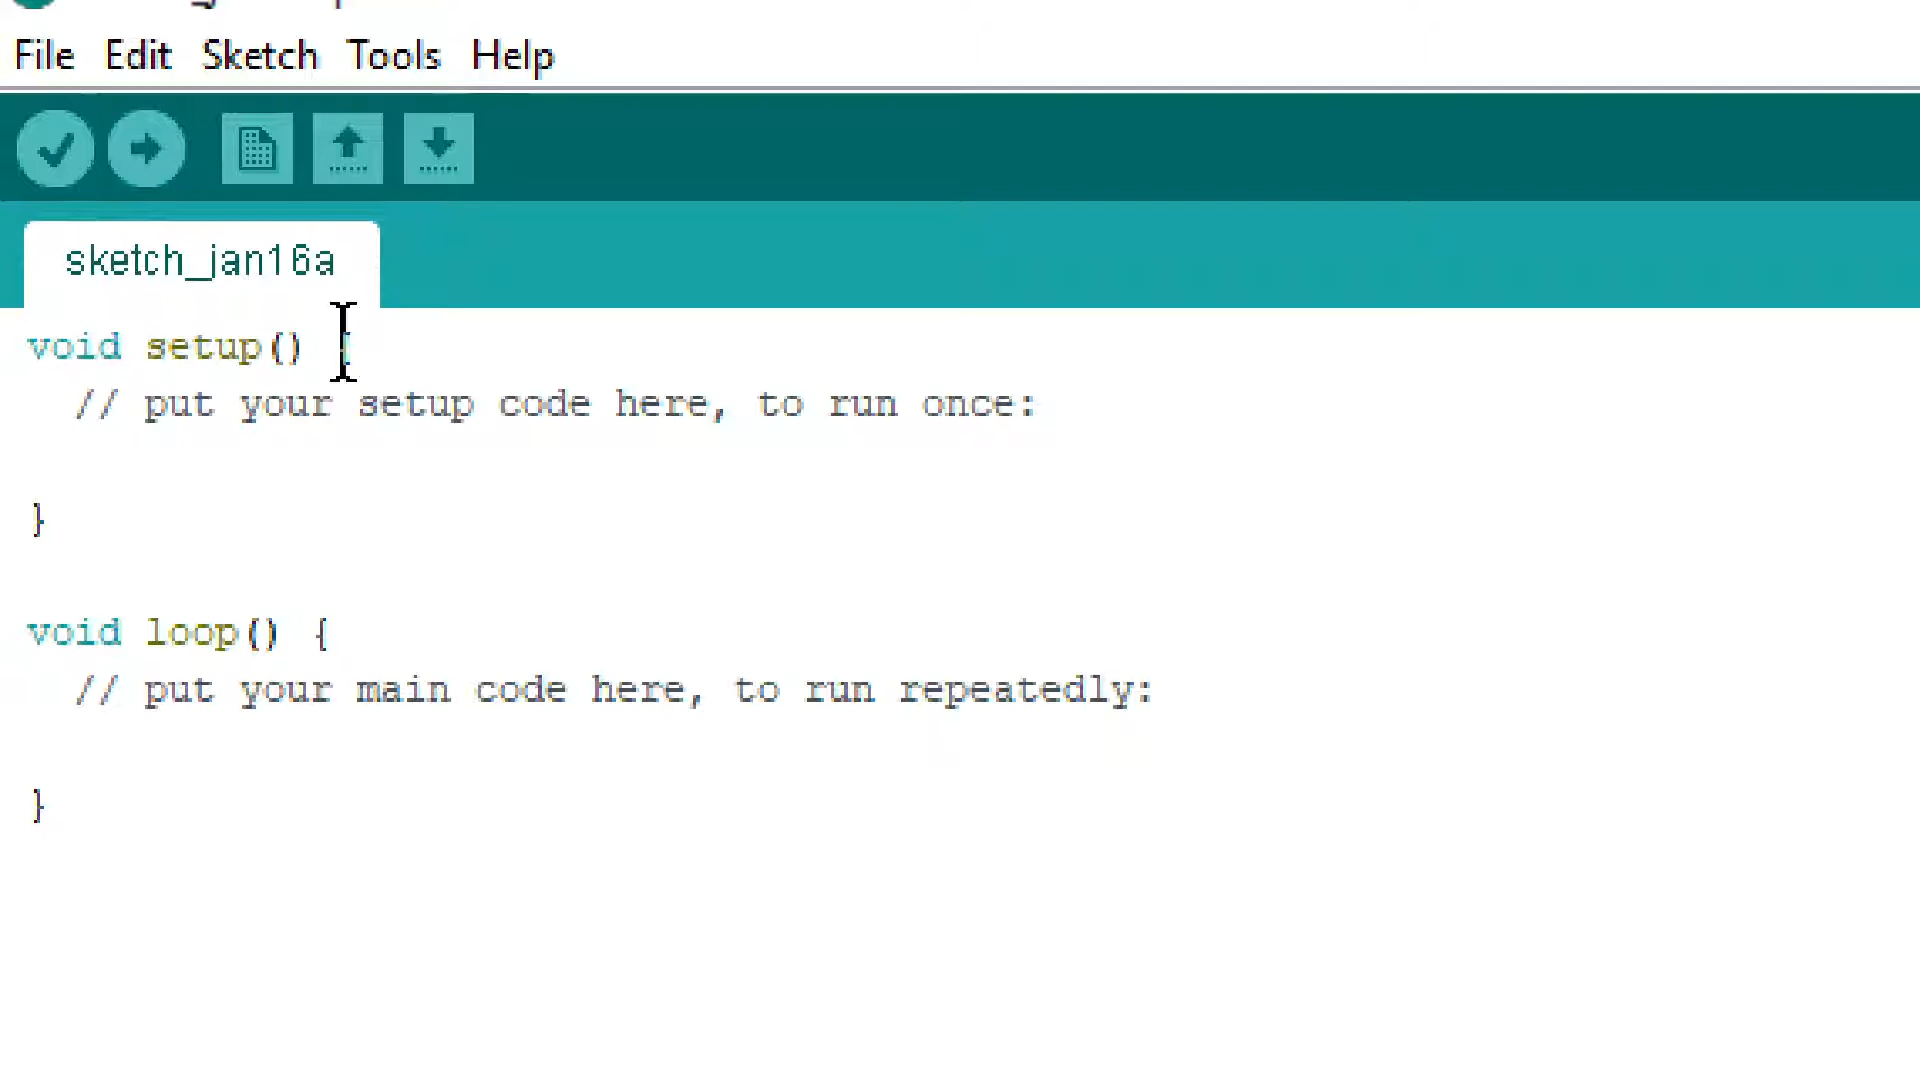 File Edit Sketch Tools Help
sketch_jan16a
void setup() {
// put your setup code here, to run once:
}
void loop() {
// put your main code here, to run repeatedly:
}